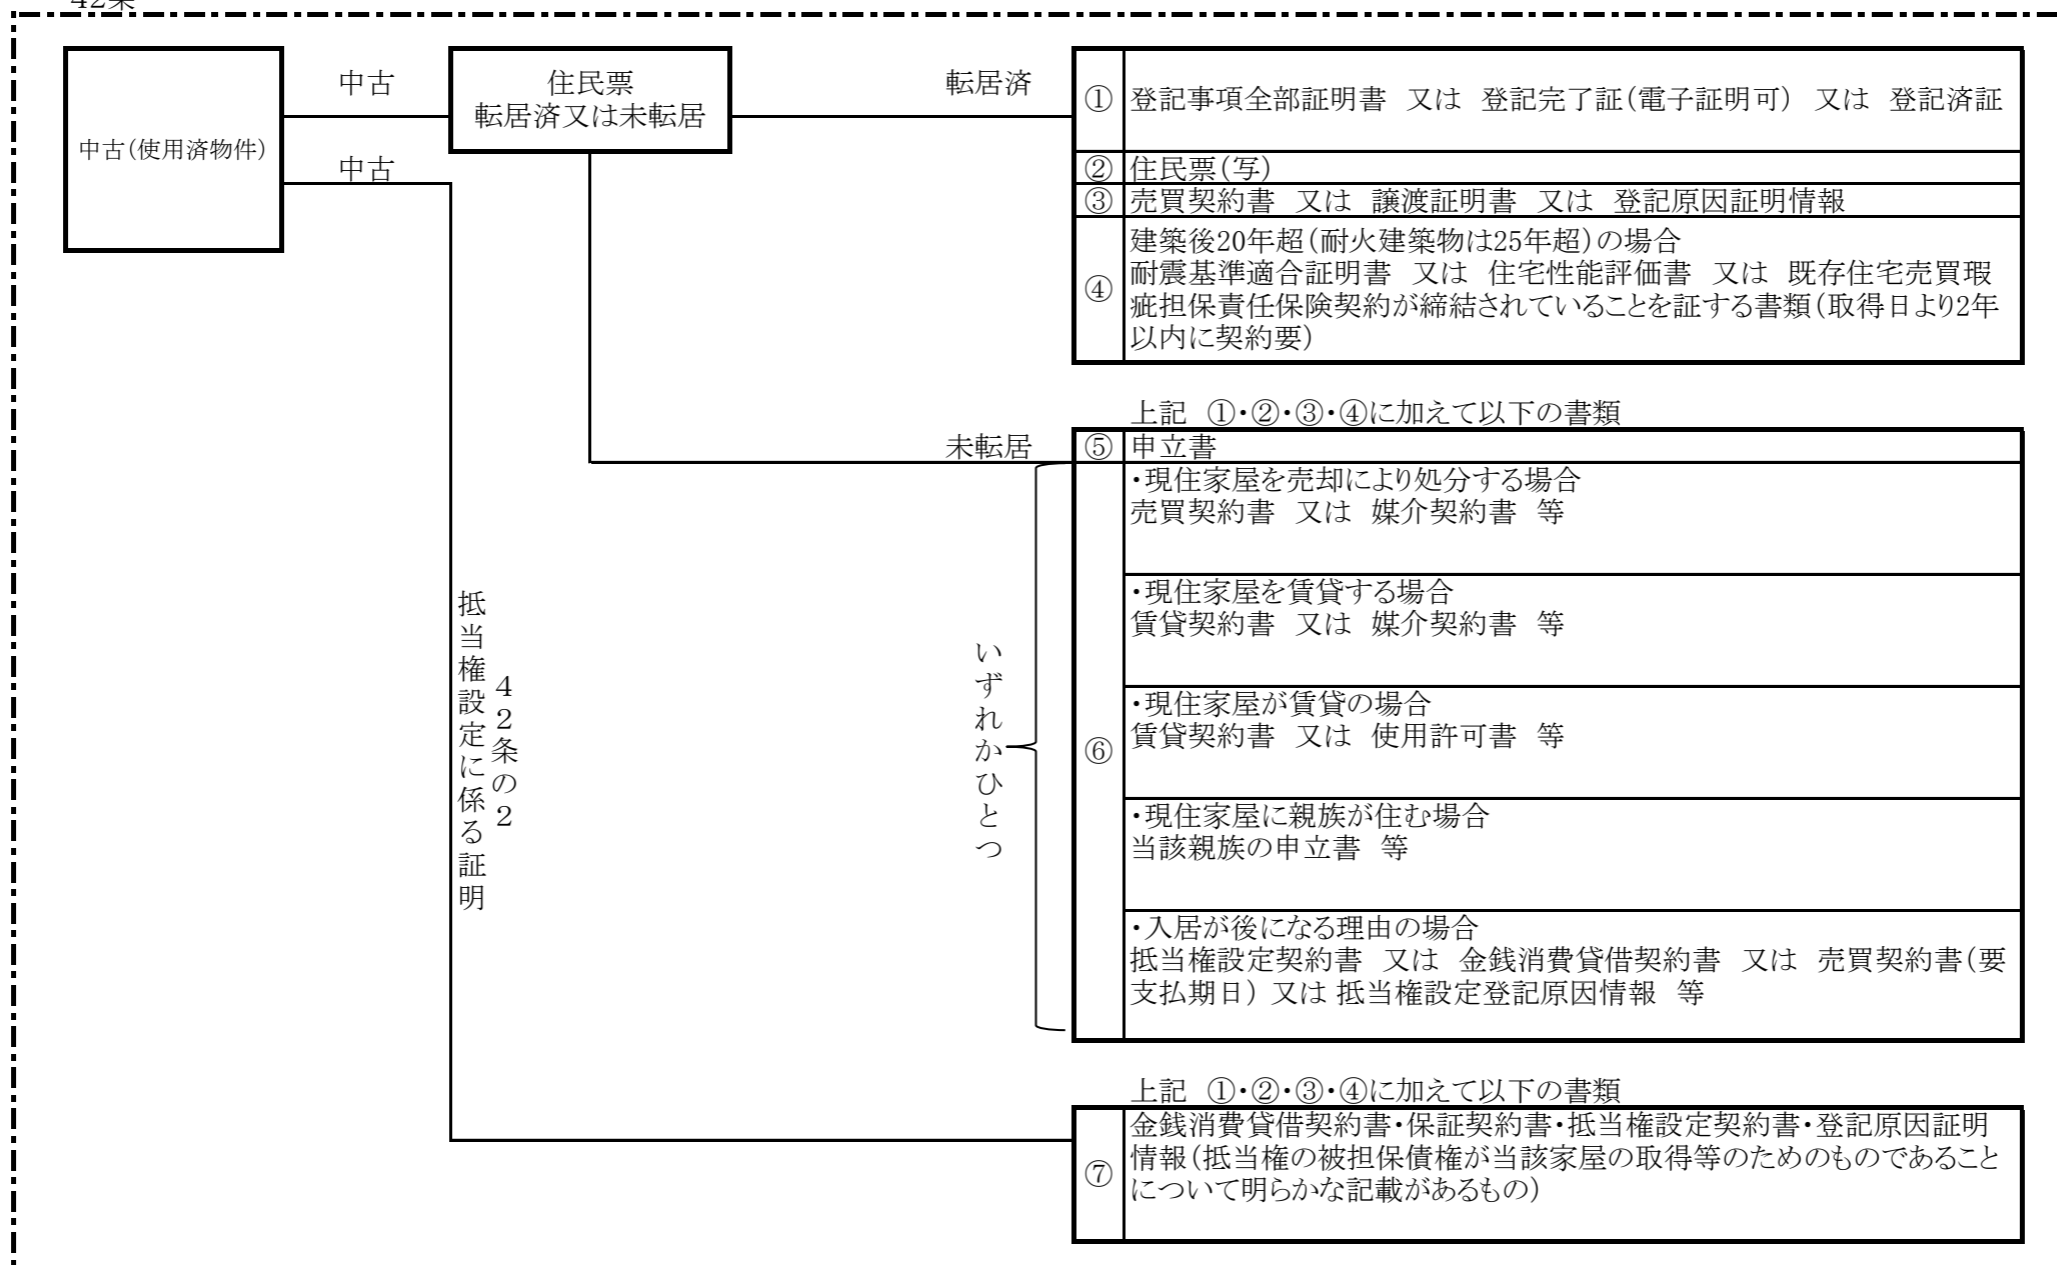 42条
中古(使用済物件)
中古
中古
住民票
転居済又は未転居
転居済
① 登記事項全部証明書 又は 登記完了証(電子証明可) 又は 登記済証
② 住民票(写)
③ 売買契約書 又は 譲渡証明書 又は 登記原因証明情報
④ 建築後20年超(耐火建築物は25年超)の場合
耐震基準適合証明書 又は 住宅性能評価書 又は 既存住宅売買瑕
疵担保責任保険契約が締結されていることを証する書類(取得日より2年
以内に契約要)
上記 ①・②・③・④に加えて以下の書類
未転居
⑤ 申立書
いずれかひとつ
⑥
・現住家屋を売却により処分する場合
売買契約書 又は 媒介契約書 等
・現住家屋を賃貸する場合
賃貸契約書 又は 媒介契約書 等
・現住家屋が賃貸の場合
賃貸契約書 又は 使用許可書 等
・現住家屋に親族が住む場合
当該親族の申立書 等
・入居が後になる理由の場合
抵当権設定契約書 又は 金銭消費貸借契約書 又は 売買契約書(要
支払期日) 又は 抵当権設定登記原因情報 等
42条の2
抵当権設定に係る証明
上記 ①・②・③・④に加えて以下の書類
⑦ 金銭消費貸借契約書・保証契約書・抵当権設定契約書・登記原因証明
情報(抵当権の被担保債権が当該家屋の取得等のためのものであること
について明らかな記載があるもの)